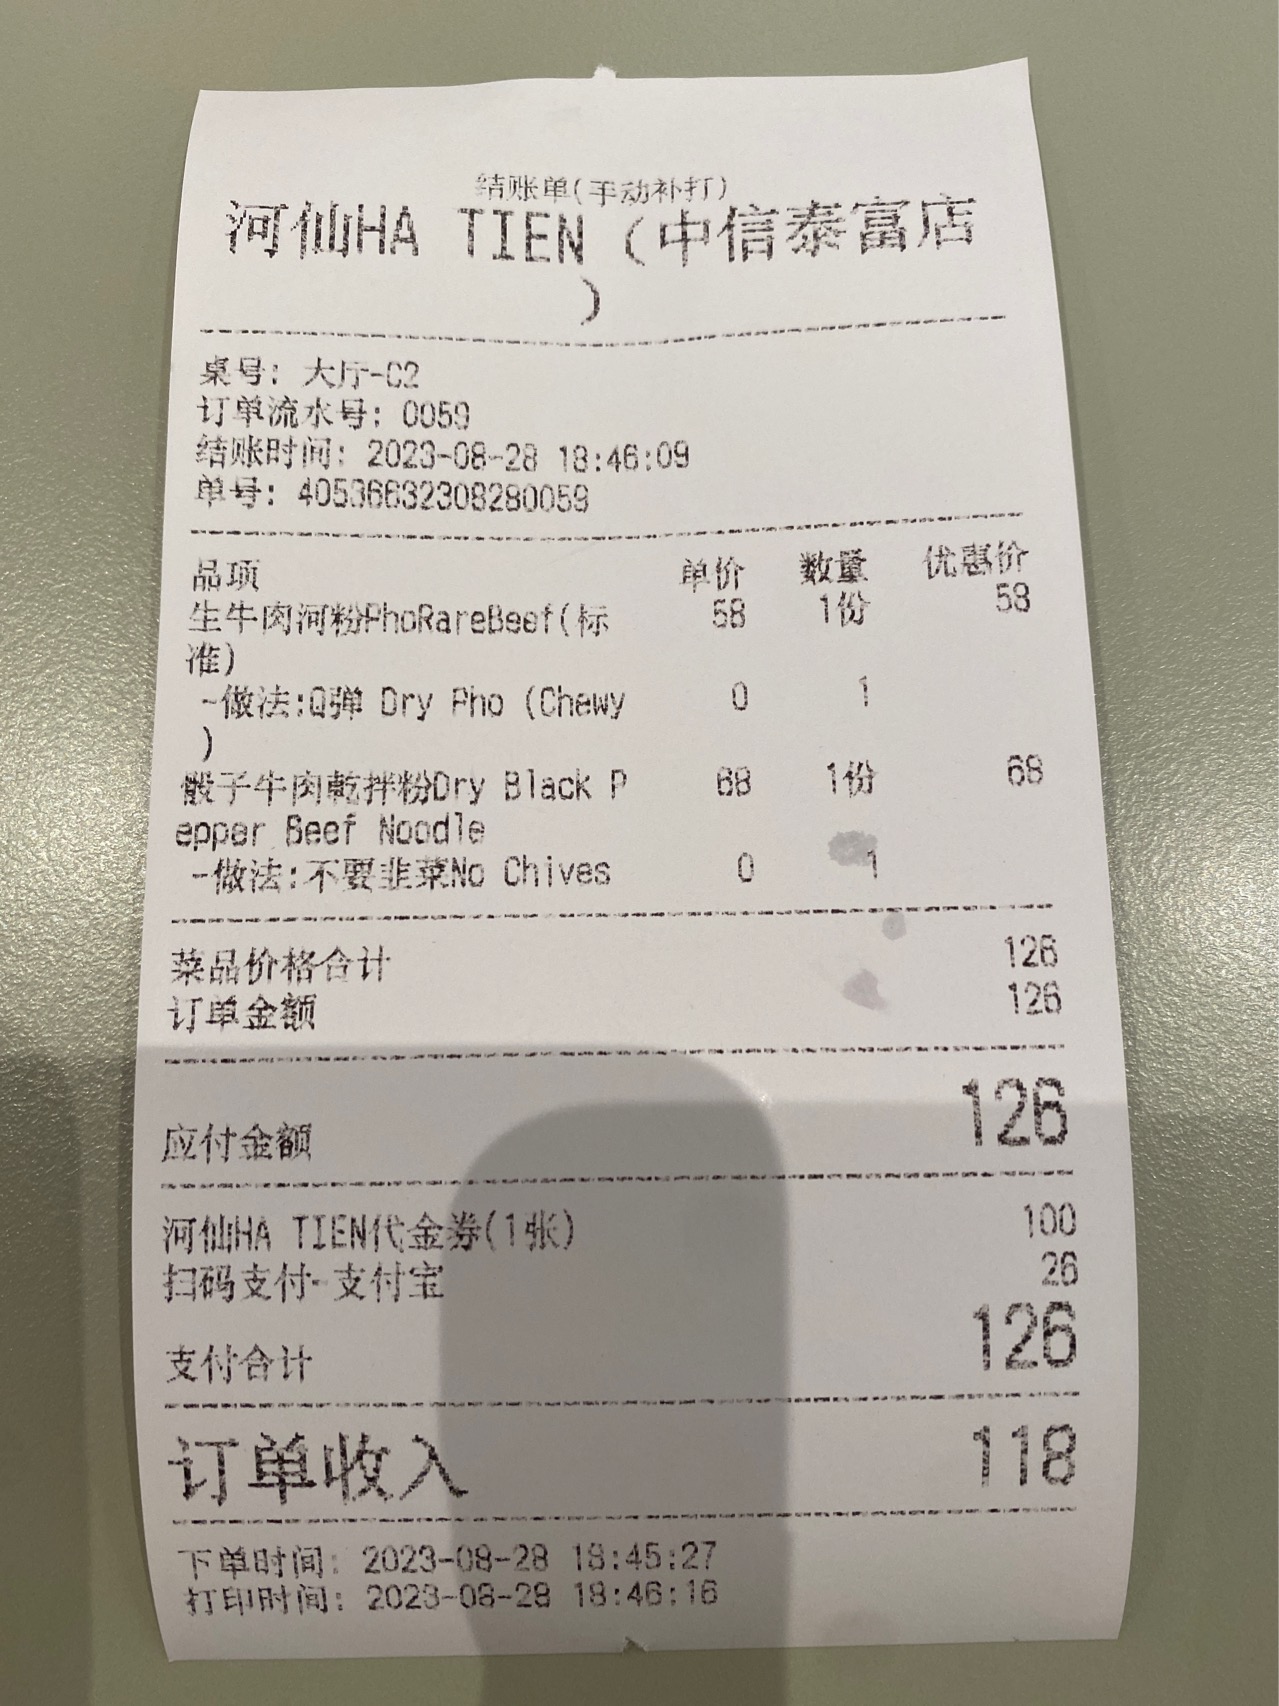 结账单(手动补打)
河仙HA TIEN (中信泰富店
)
桌号: 大厅-C2
订单流水号: 0059
结账时间: 2023-08-28 18:46:09
单号: 40536632308280059
品项 单价 数量 优惠价
生牛肉河粉PhoRareBeef(标 58 1份 58
准)
-做法:Q弹 Dry Pho (Chewy 0 1
)
骰子牛肉乾拌粉Dry Black P 68 1份 68
epper Beef Noodle
-做法:不要韭菜No Chives 0 1
菜品价格合计 126
订单金额 126
应付金额 126
河仙HA TIEN代金券(1张) 100
扫码支付-支付宝 26
支付合计 126
订单收入 118
下单时间: 2023-08-28 18:45:27
打印时间: 2023-08-28 18:46:16